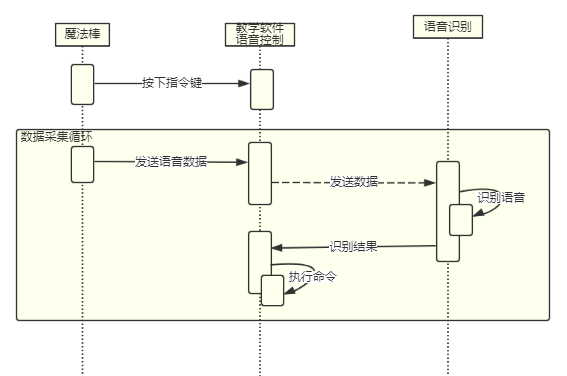 魔法棒
教学软件
语音控制
语音识别
按下指令键
数据采集循环
发送语音数据
发送数据
识别语音
识别结果
执行命令